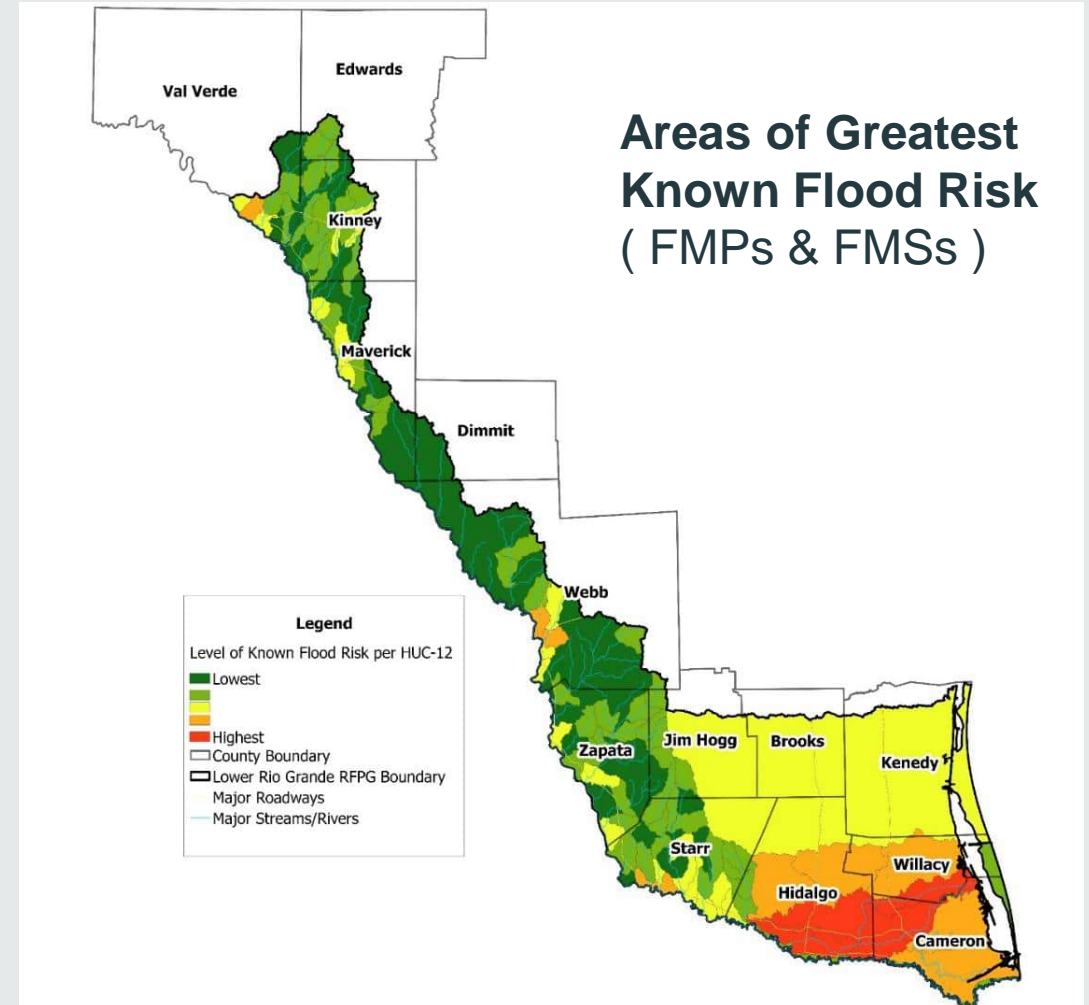 Areas of Greatest
Known Flood Risk
( FMPs & FMSs )
Val Verde
Edwards
Kinney
Maverick
Dimmit
Webb
Zapata
Jim Hogg
Brooks
Kenedy
Starr
Hidalgo
Willacy
Cameron
Legend
Level of Known Flood Risk per HUC-12
Lowest
Highest
County Boundary
Lower Rio Grande RFPG Boundary
Major Roadways
Major Streams/Rivers